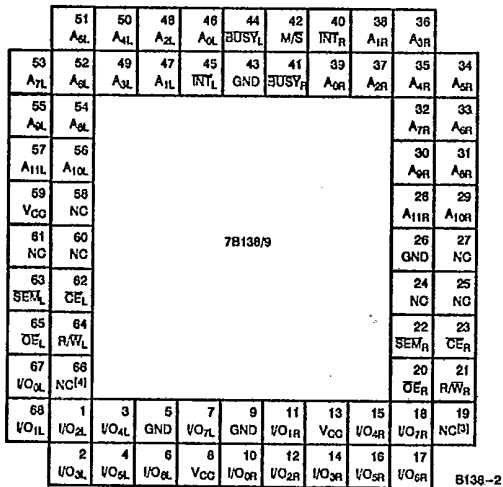 51 50 48 46 44 42 40 38 36
A5L A4L A2L A0L BUSYL M/S INTR A1R A3R
53 52 49 47 45 43 41 39 37 35 34
A7L A6L A3L A1L INTL GND BUSYR A0R A2R A4R A5R
55 54 32 33
A9L A8L A7R A6R
57 56 30 31
A11L A10L A9R A8R
59 58 28 29
VCC NC A11R A10R
61 60 7B138/9 26 27
NC NC GND NC
63 62 24 25
SEML CEL NC NC
65 64 22 23
OEL R/WL SEMR CER
67 66 20 21
I/O0L NC[4] OER R/WR
68 1 3 5 7 9 11 13 15 18 19
I/O1L I/O2L I/O4L GND I/O7L GND I/O1R VCC I/O4R I/O7R NC[3]
2 4 6 8 10 12 14 16 17
I/O3L I/O5L I/O6L VCC I/O0R I/O2R I/O3R I/O5R I/O6R
B138-2